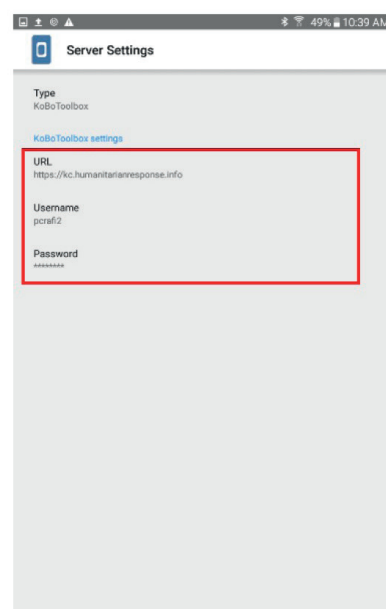 49% 10:39 AM
Server Settings
Type
KoBoToolbox
KoBoToolbox settings
URL
https://kc.humanitarianresponse.info
Username
pcrafi2
Password
********